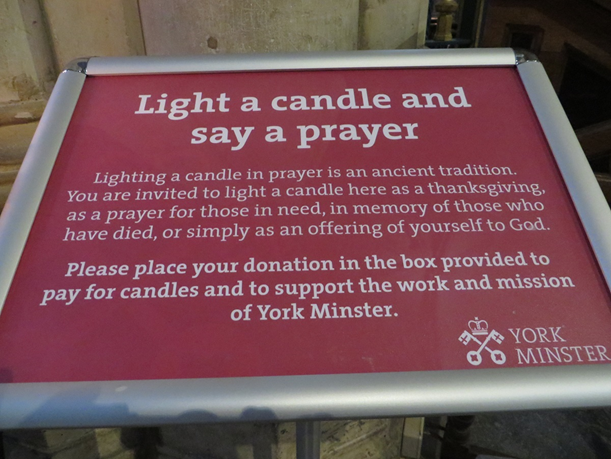 Light a candle and
say a prayer
Lighting a candle in prayer is an ancient tradition.
You are invited to light a candle here as a thanksgiving,
as a prayer for those in need, in memory of those who
have died, or simply as an offering of yourself to God.
Please place your donation in the box provided to
pay for candles and to support the work and mission
of York Minster.
YORK
MINSTER